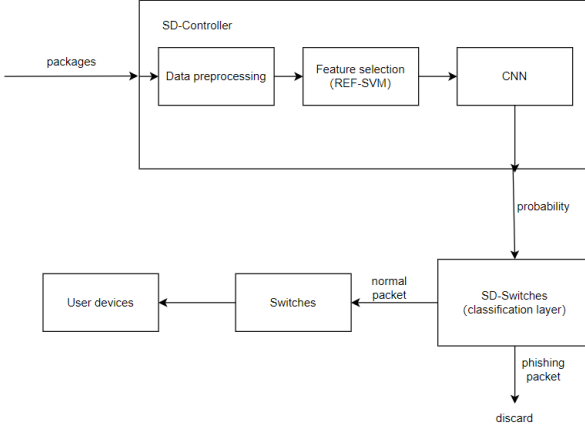 SD-Controller
packages
Data preprocessing
Feature selection
(REF-SVM)
CNN
probability
User devices
Switches
normal
packet
SD-Switches
(classification layer)
phishing
packet
discard